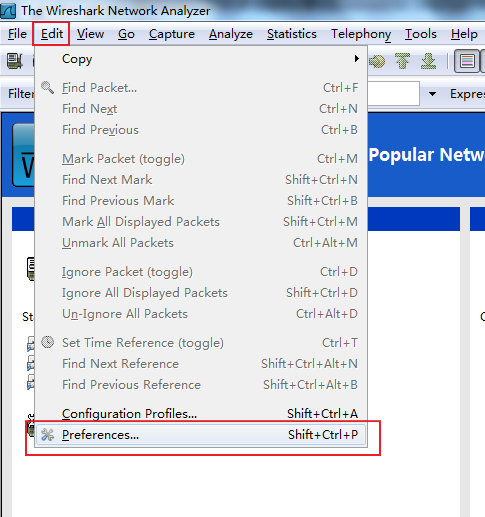 The Wireshark Network Analyzer
File Edit View Go Capture Analyze Statistics Telephony Tools Help
Filter
Expres
Copy
Find Packet... Ctrl+F
Find Next Ctrl+N
Find Previous Ctrl+B
Mark Packet (toggle) Ctrl+M
Find Next Mark Shift+Ctrl+N
Find Previous Mark Shift+Ctrl+B
Mark All Displayed Packets Shift+Ctrl+M
Unmark All Packets Ctrl+Alt+M
Ignore Packet (toggle) Ctrl+D
Ignore All Displayed Packets Shift+Ctrl+D
Un-Ignore All Packets Ctrl+Alt+D
Set Time Reference (toggle) Ctrl+T
Find Next Reference Shift+Ctrl+Alt+N
Find Previous Reference Shift+Ctrl+Alt+B
Configuration Profiles... Shift+Ctrl+A
Preferences... Shift+Ctrl+P
Popular Netw